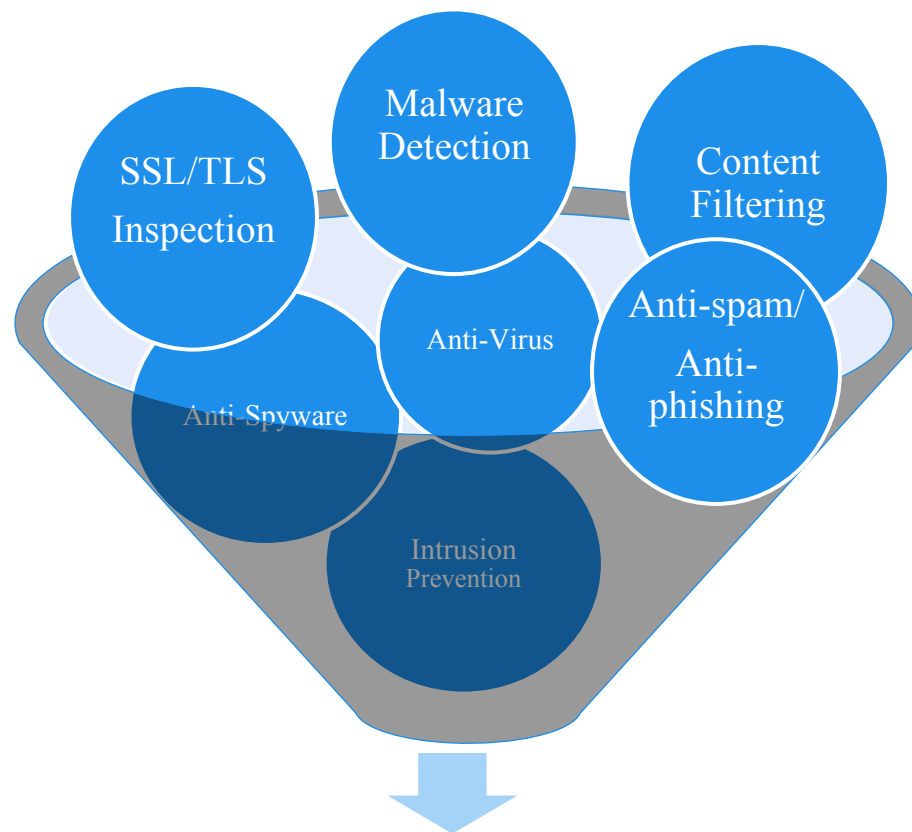 Malware
Detection
SSL/TLS
Inspection
Content
Filtering
Anti-Virus
Anti-spam/
Anti-
phishing
Anti-Spyware
Intrusion
Prevention